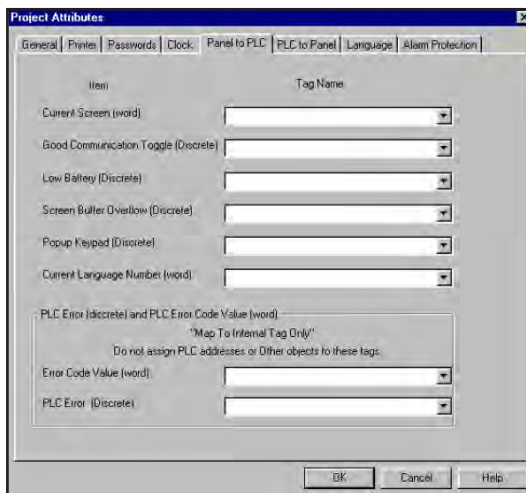 Project Attributes
General Printer Passwords Clock Panel to PLC PLC to Panel Language Alarm Protection
Item Tag Name
Current Screen (word)
Good Communication Toggle (Discrete)
Low Battery (Discrete)
Screen Buffer Overflow (Discrete)
Popup Keypad (Discrete)
Current Language Number (word)
PLC Error (discrete) and PLC Error Code Value (word)
"Map To Internal Tag Only"
Do not assign PLC addresses or Other objects to these tags.
Error Code Value (word)
PLC Error (Discrete)
OK Cancel Help